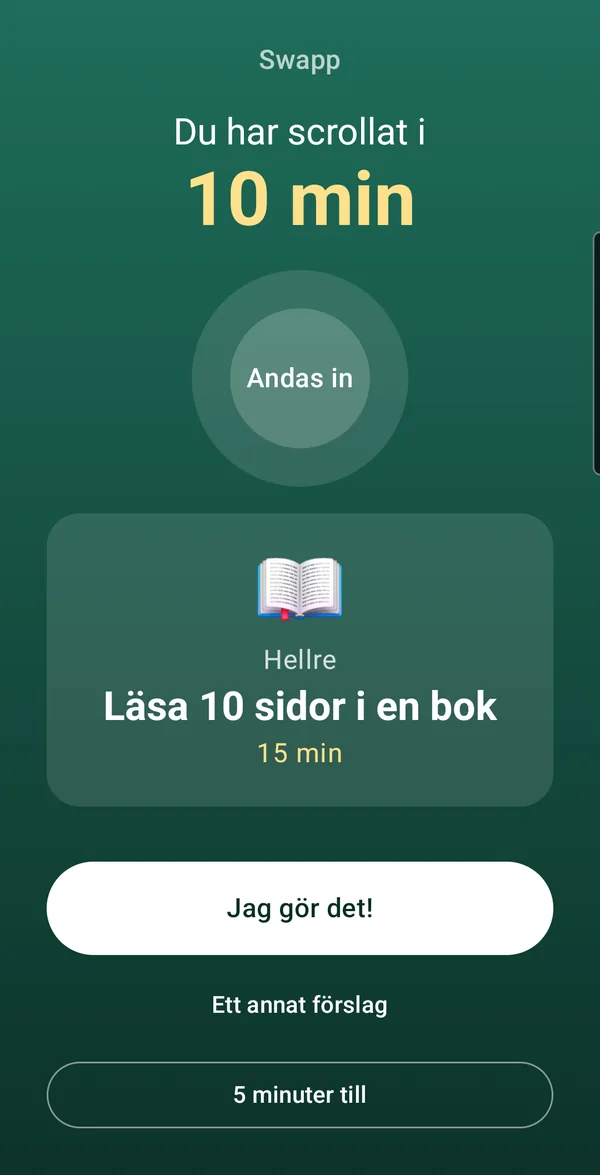 Swapp
Du har scrollat i
10 min
Andas in
Hellre
Läsa 10 sidor i en bok
15 min
Jag gör det!
Ett annat förslag
5 minuter till